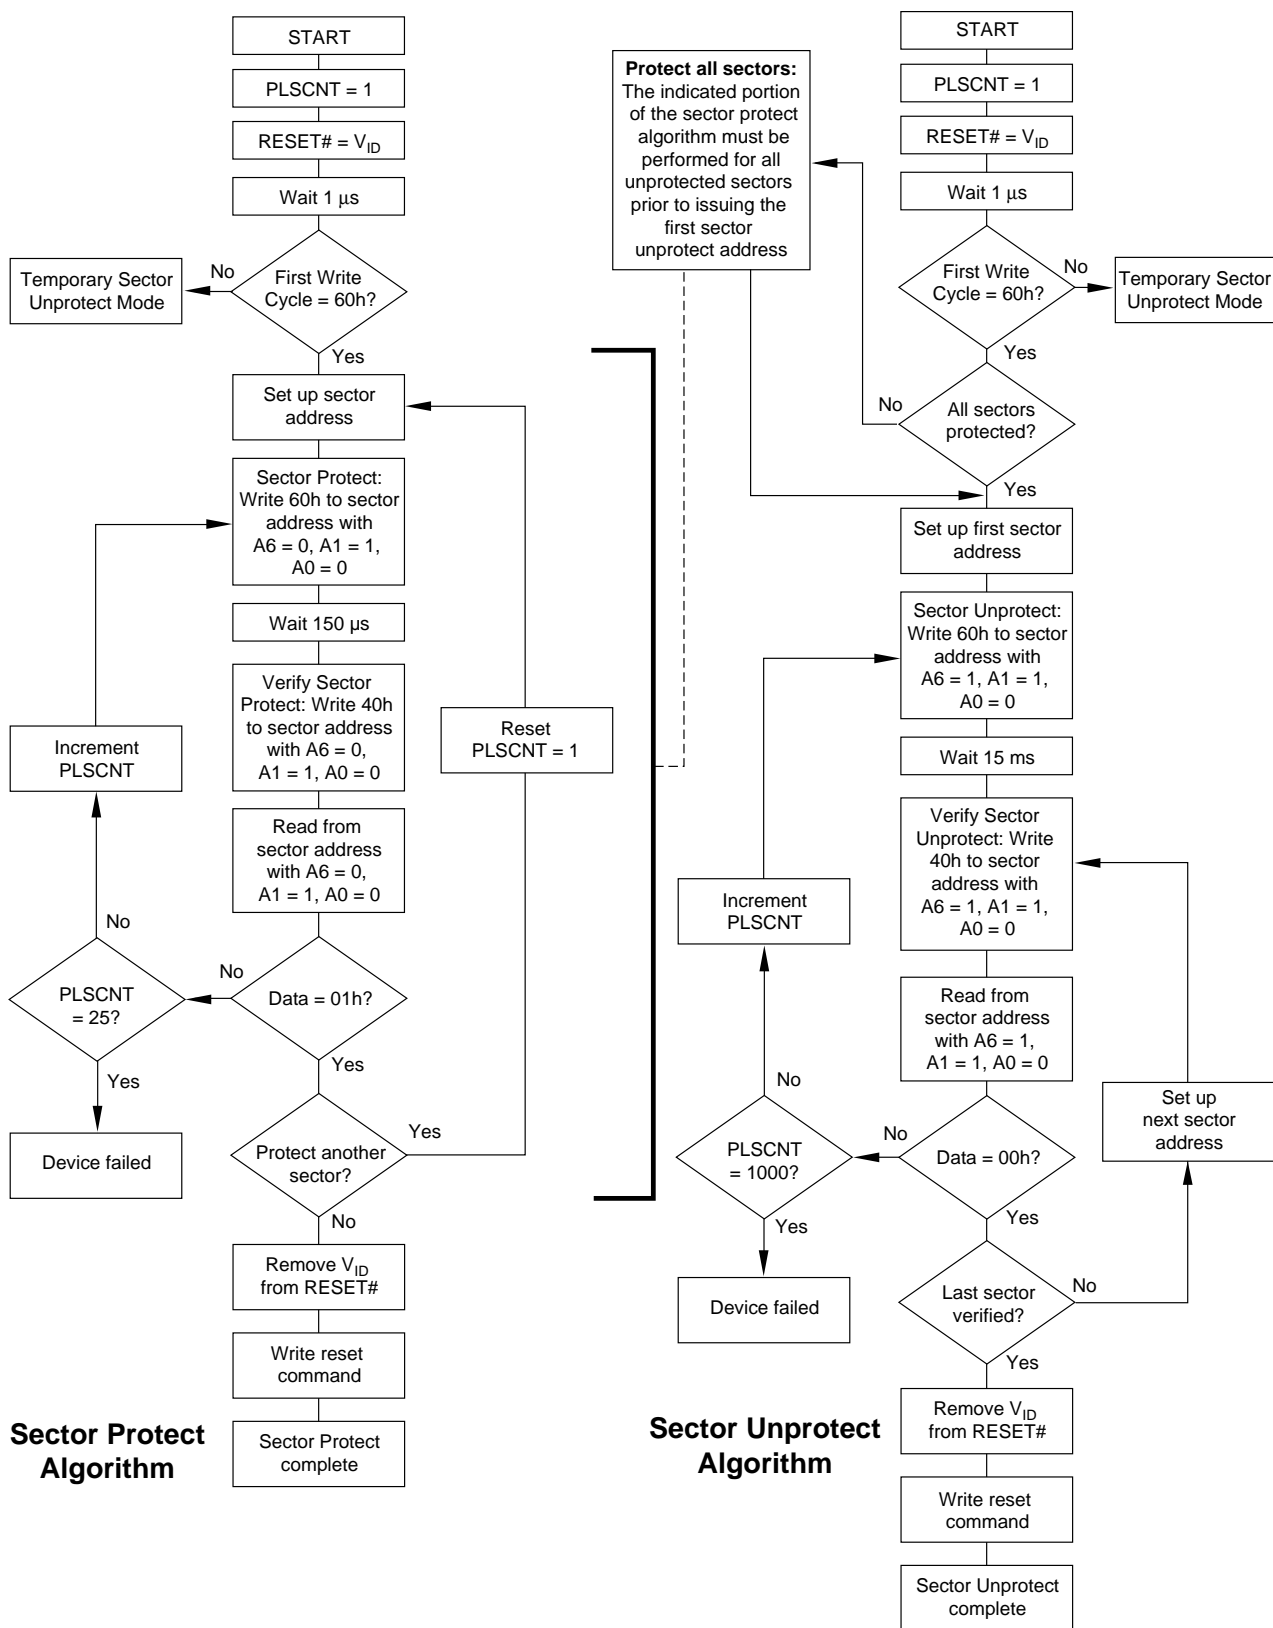 START
PLSCNT = 1
RESET# = VID
Wait 1 μs
First Write
Cycle = 60h?
No
Temporary Sector
Unprotect Mode
Yes
Set up sector
address
Sector Protect:
Write 60h to sector
address with
A6 = 0, A1 = 1,
A0 = 0
Wait 150 µs
Verify Sector
Protect: Write 40h
to sector address
with A6 = 0,
A1 = 1, A0 = 0
Reset
PLSCNT = 1
Increment
PLSCNT
Read from
sector address
with A6 = 0,
A1 = 1, A0 = 0
No
No
PLSCNT
= 25?
Data = 01h?
Yes
Yes
Device failed
Protect another
sector?
Yes
No
Remove VID
from RESET#
Write reset
command
Sector Protect
complete
Sector Protect
Algorithm
Protect all sectors:
The indicated portion
of the sector protect
algorithm must be
performed for all
unprotected sectors
prior to issuing the
first sector
unprotect address
START
PLSCNT = 1
RESET# = VID
Wait 1 μs
First Write
Cycle = 60h?
No
Temporary Sector
Unprotect Mode
Yes
No
All sectors
protected?
Yes
Set up first sector
address
Sector Unprotect:
Write 60h to sector
address with
A6 = 1, A1 = 1,
A0 = 0
Wait 15 ms
Verify Sector
Unprotect: Write
40h to sector
address with
A6 = 1, A1 = 1,
A0 = 0
Increment
PLSCNT
Read from
sector address
with A6 = 1,
A1 = 1, A0 = 0
No
Set up
next sector
address
No
PLSCNT
= 1000?
Data = 00h?
Yes
Yes
Device failed
Last sector
verified?
No
Yes
Remove VID
from RESET#
Write reset
command
Sector Unprotect
complete
Sector Unprotect
Algorithm